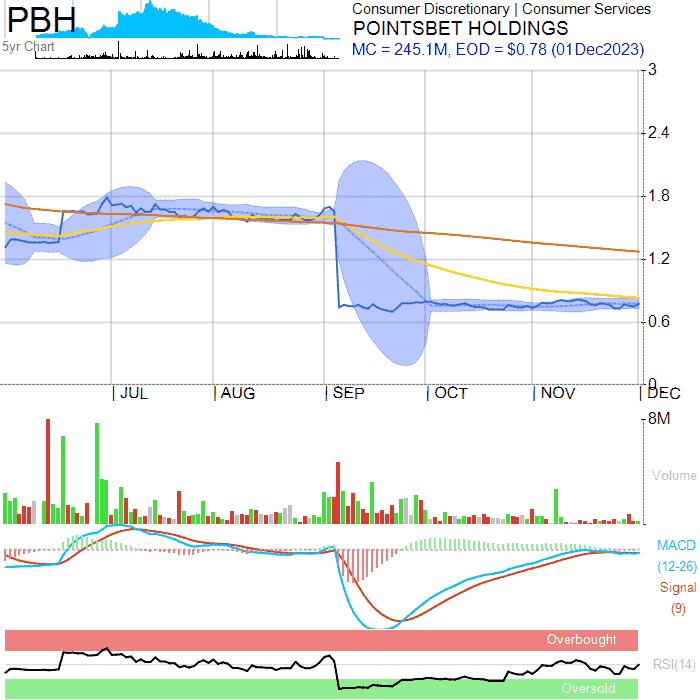 PBH
Consumer Discretionary | Consumer Services
POINTSBET HOLDINGS
MC = 245.1M, EOD = $0.78 (01Dec2023)
5yr Chart
3
2.4
1.8
1.2
0.6
0
JUL
AUG
SEP
OCT
NOV
DEC
8M
Volume
MACD
(12-26)
Signal
(9)
Overbought
RSI(14)
Oversold